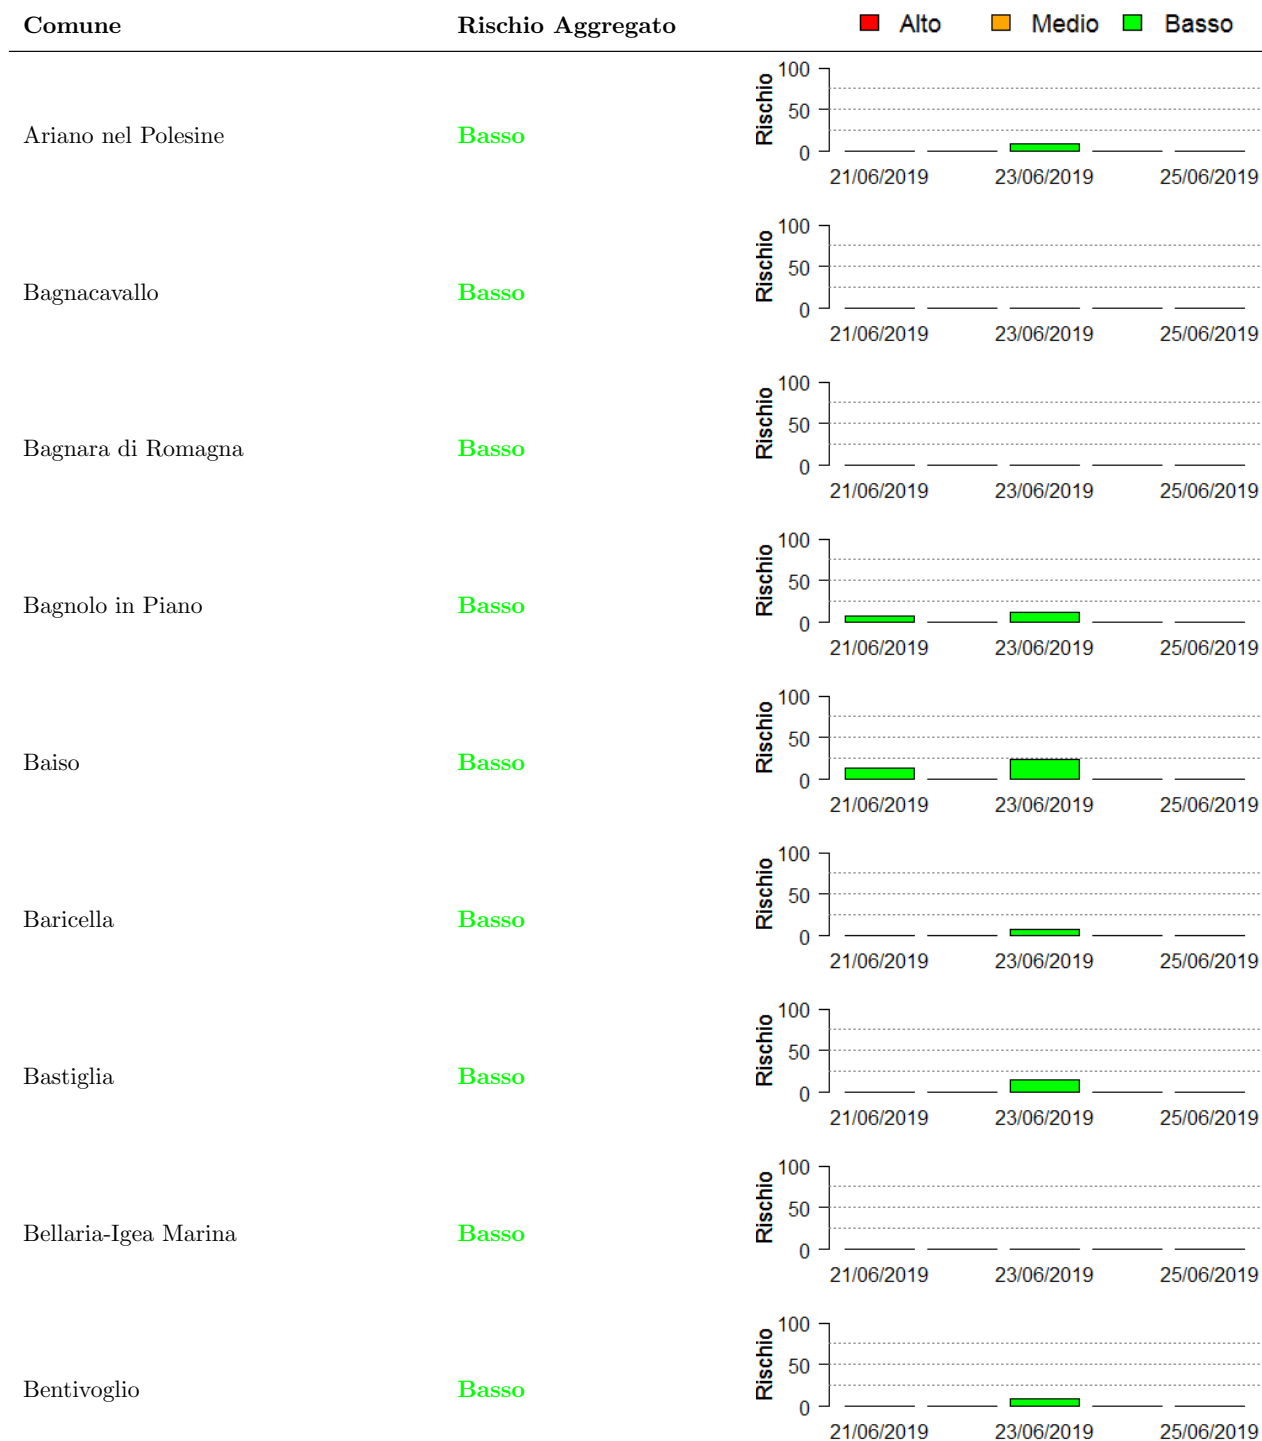 Comune Rischio Aggregato Alto Medio Basso
100
50
0
Rischio
Ariano nel Polesine Basso
21/06/2019 23/06/2019 25/06/2019
100
50
0
Rischio
Bagnacavallo Basso
21/06/2019 23/06/2019 25/06/2019
100
50
0
Rischio
Bagnara di Romagna Basso
21/06/2019 23/06/2019 25/06/2019
100
50
0
Rischio
Bagnolo in Piano Basso
21/06/2019 23/06/2019 25/06/2019
100
50
0
Rischio
Baiso Basso
21/06/2019 23/06/2019 25/06/2019
100
50
0
Rischio
Baricella Basso
21/06/2019 23/06/2019 25/06/2019
100
50
0
Rischio
Bastiglia Basso
21/06/2019 23/06/2019 25/06/2019
100
50
0
Rischio
Bellaria-Igea Marina Basso
21/06/2019 23/06/2019 25/06/2019
100
50
0
Rischio
Bentivoglio Basso
21/06/2019 23/06/2019 25/06/2019